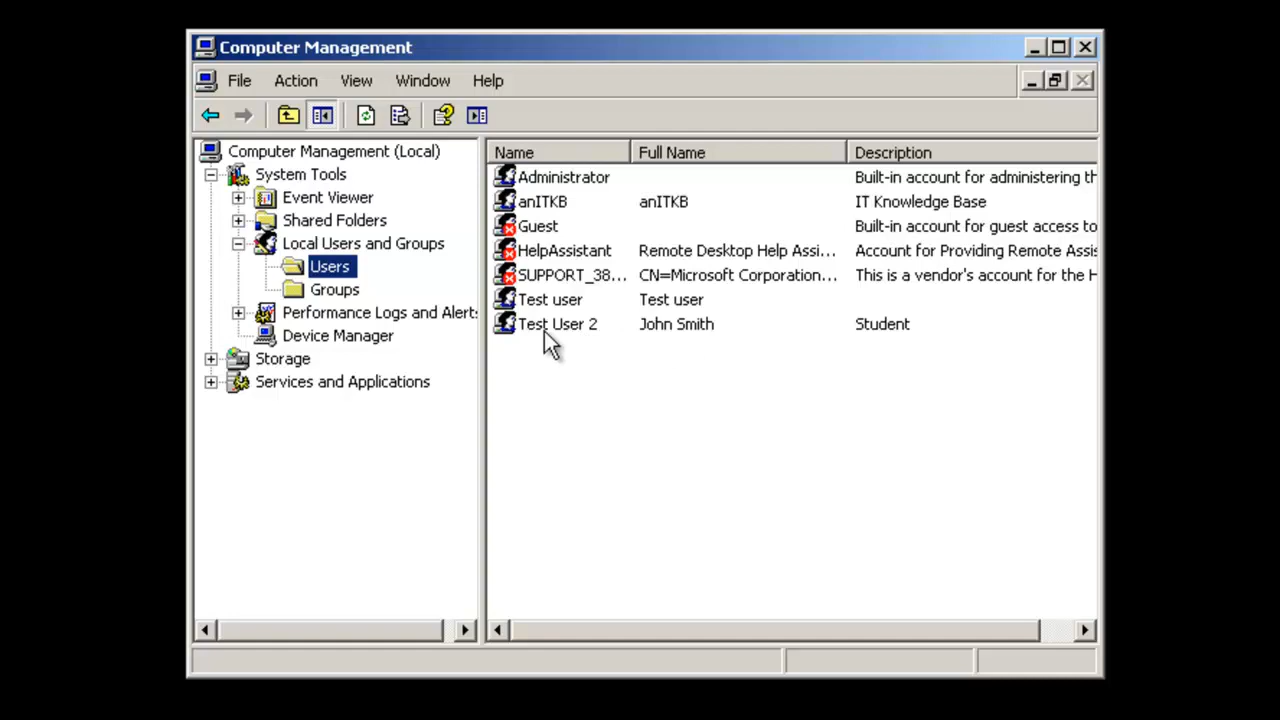 Computer Management
File Action View Window Help
Computer Management (Local)
System Tools
Event Viewer
Shared Folders
Local Users and Groups
Users
Groups
Performance Logs and Alert:
Device Manager
Storage
Services and Applications
Name Full Name Description
Administrator Built-in account for administering th
anITKB anITKB IT Knowledge Base
Guest Built-in account for guest access to
HelpAssistant Remote Desktop Help Assi... Account for Providing Remote Assis
SUPPORT_38... CN=Microsoft Corporation... This is a vendor's account for the H
Test user Test user
Test User 2 John Smith Student